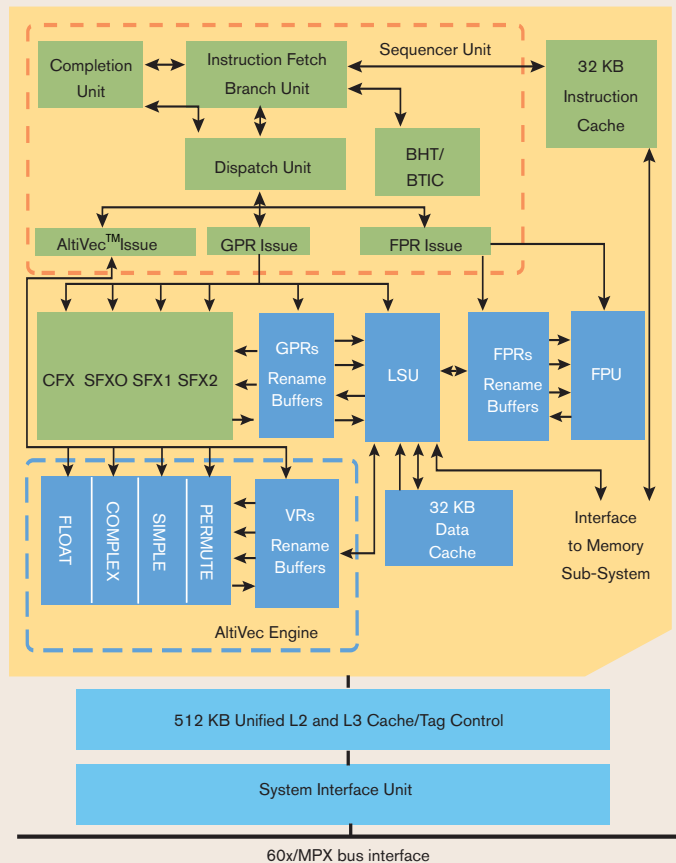 Sequencer Unit
Completion
Unit
Instruction Fetch
Branch Unit
32 KB
Instruction
Cache
Dispatch Unit
BHT/
BTIC
AltiVec™Issue
GPR Issue
FPR Issue
CFX SFXO SFX1 SFX2
GPRs
Rename
Buffers
LSU
FPRs
Rename
Buffers
FPU
FLOAT
COMPLEX
SIMPLE
PERMUTE
VRs
Rename
Buffers
32 KB
Data
Cache
Interface
to Memory
Sub-System
AltiVec Engine
512 KB Unified L2 and L3 Cache/Tag Control
System Interface Unit
60x/MPX bus interface